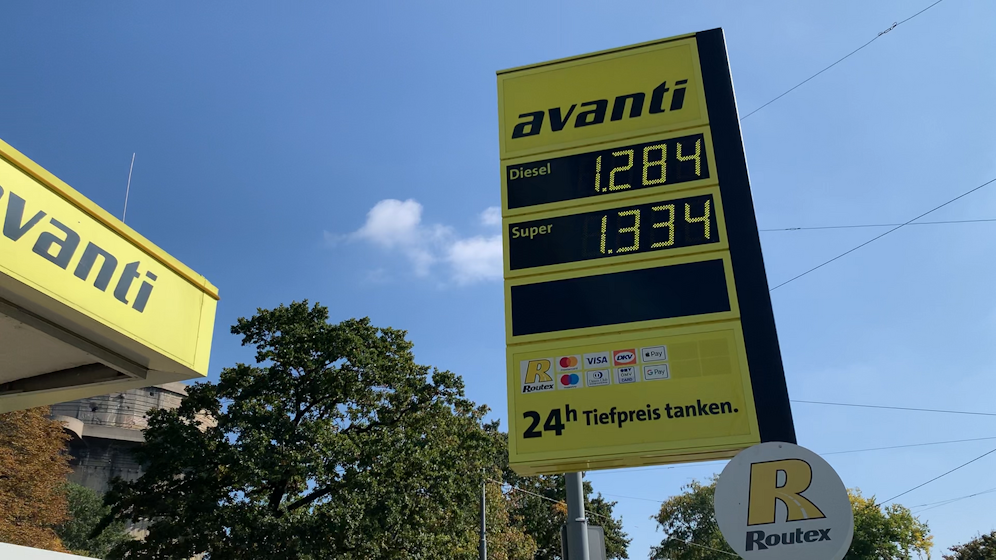 avanti
avanti
Diesel 1.284
Super 1.334
Routex VISA DKV Pay
G Pay
24h Tiefpreis tanken.
R
Routex